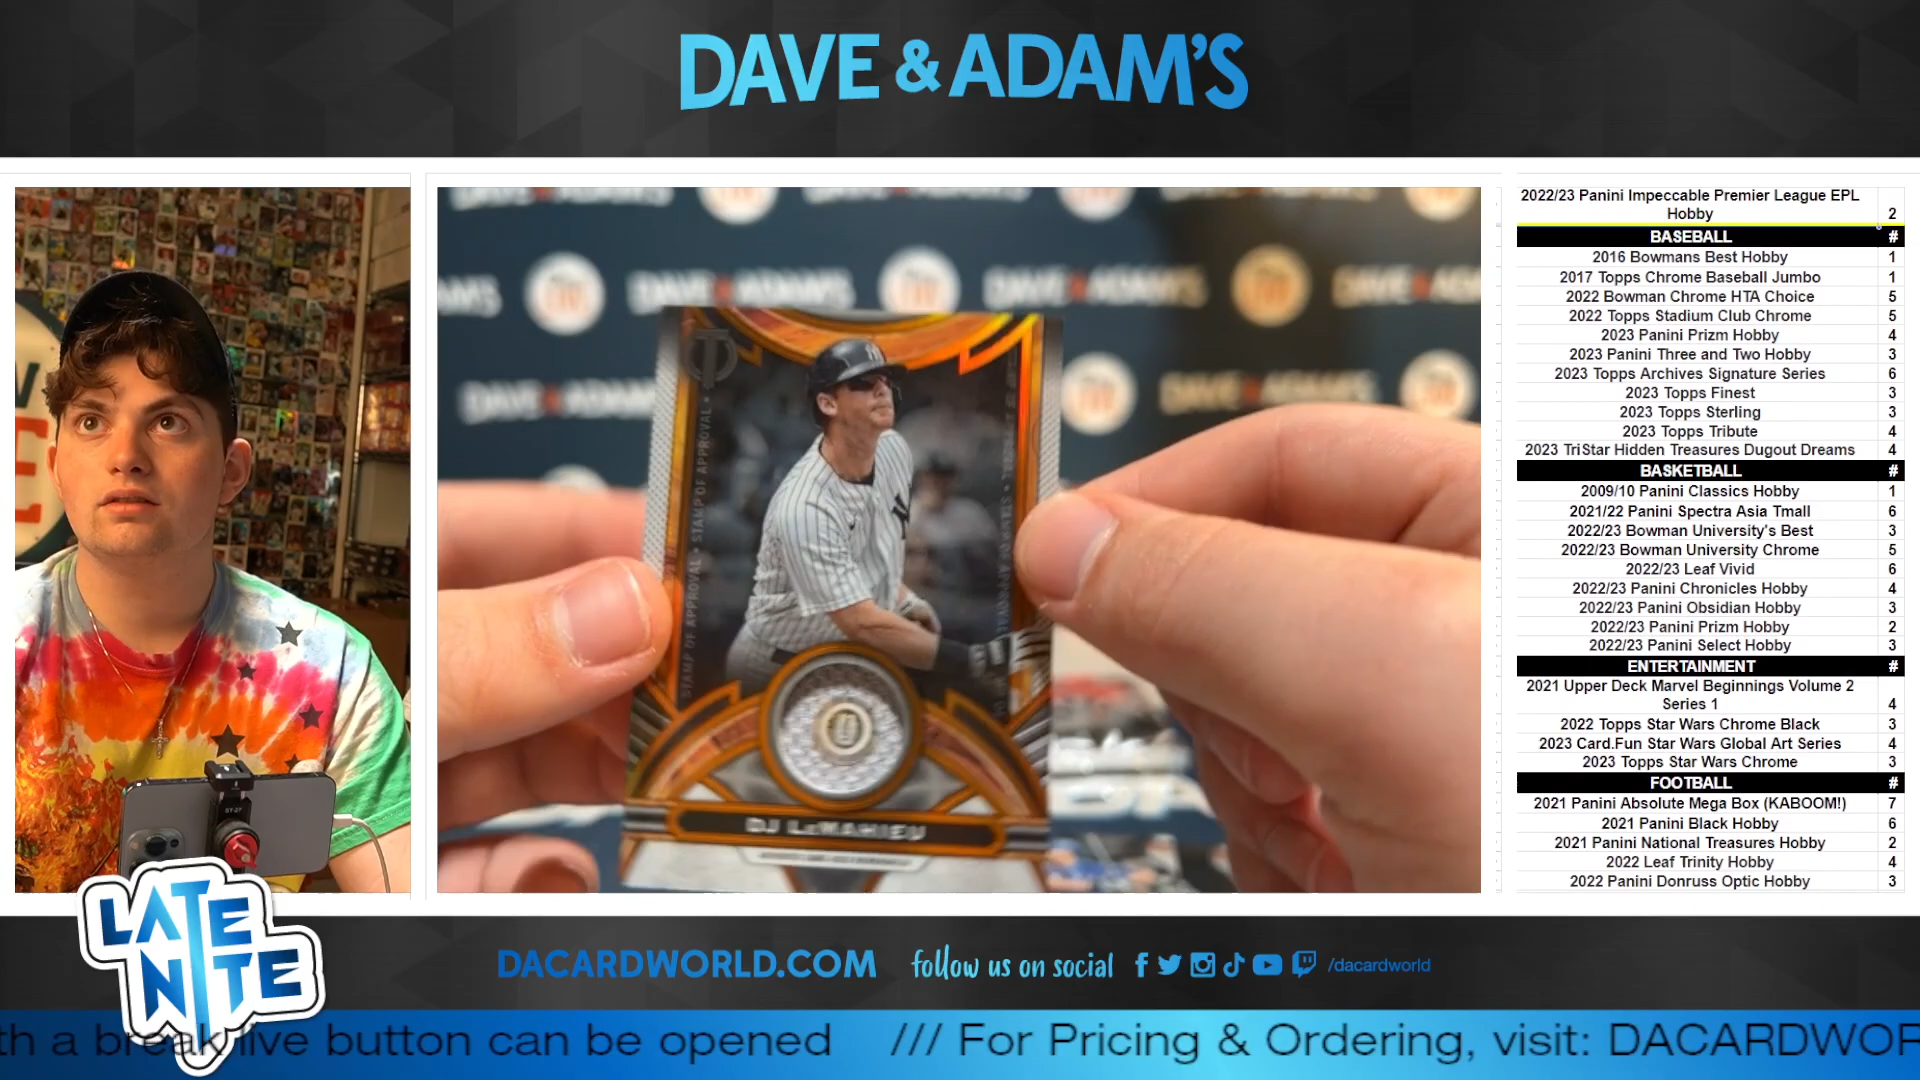 DAVE & ADAM'S
2022/23 Panini Impeccable Premier League EPL
Hobby 2
BASEBALL #
2016 Bowmans Best Hobby 1
2017 Topps Chrome Baseball Jumbo 1
2022 Bowman Chrome HTA Choice 5
2022 Topps Stadium Club Chrome 5
2023 Panini Prizm Hobby 4
2023 Panini Three and Two Hobby 3
2023 Topps Archives Signature Series 6
2023 Topps Finest 3
2023 Topps Sterling 3
2023 Topps Tribute 4
2023 TriStar Hidden Treasures Dugout Dreams 4
BASKETBALL #
2009/10 Panini Classics Hobby 1
2021/22 Panini Spectra Asia Tmall 6
2022/23 Bowman University's Best 3
2022/23 Bowman University Chrome 5
2022/23 Leaf Vivid 6
2022/23 Panini Chronicles Hobby 4
2022/23 Panini Obsidian Hobby 3
2022/23 Panini Prizm Hobby 2
2022/23 Panini Select Hobby 3
ENTERTAINMENT #
2021 Upper Deck Marvel Beginnings Volume 2
Series 1 4
2022 Topps Star Wars Chrome Black 3
2023 Card.Fun Star Wars Global Art Series 4
2023 Topps Star Wars Chrome 3
FOOTBALL #
2021 Panini Absolute Mega Box (KABOOM!) 7
2021 Panini Black Hobby 6
2021 Panini National Treasures Hobby 2
2022 Leaf Trinity Hobby 4
2022 Panini Donruss Optic Hobby 3
DAVE & ADAM'S
STAMP OF APPROVAL • STAMP OF APPROVAL •
DJ LEMAHIEU
LATE
NITE
DACARDWORLD.COM follow us on social /dacardworld
th a break live button can be opened /// For Pricing & Ordering, visit: DACARDWOR